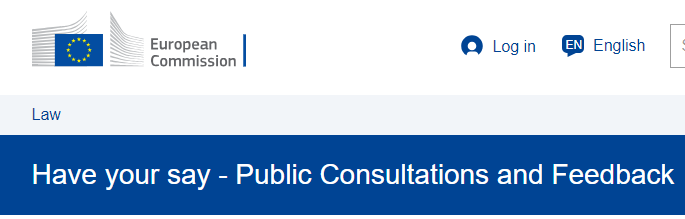 European
Commission
Log in
EN
English
S
Law
Have your say - Public Consultations and Feedback